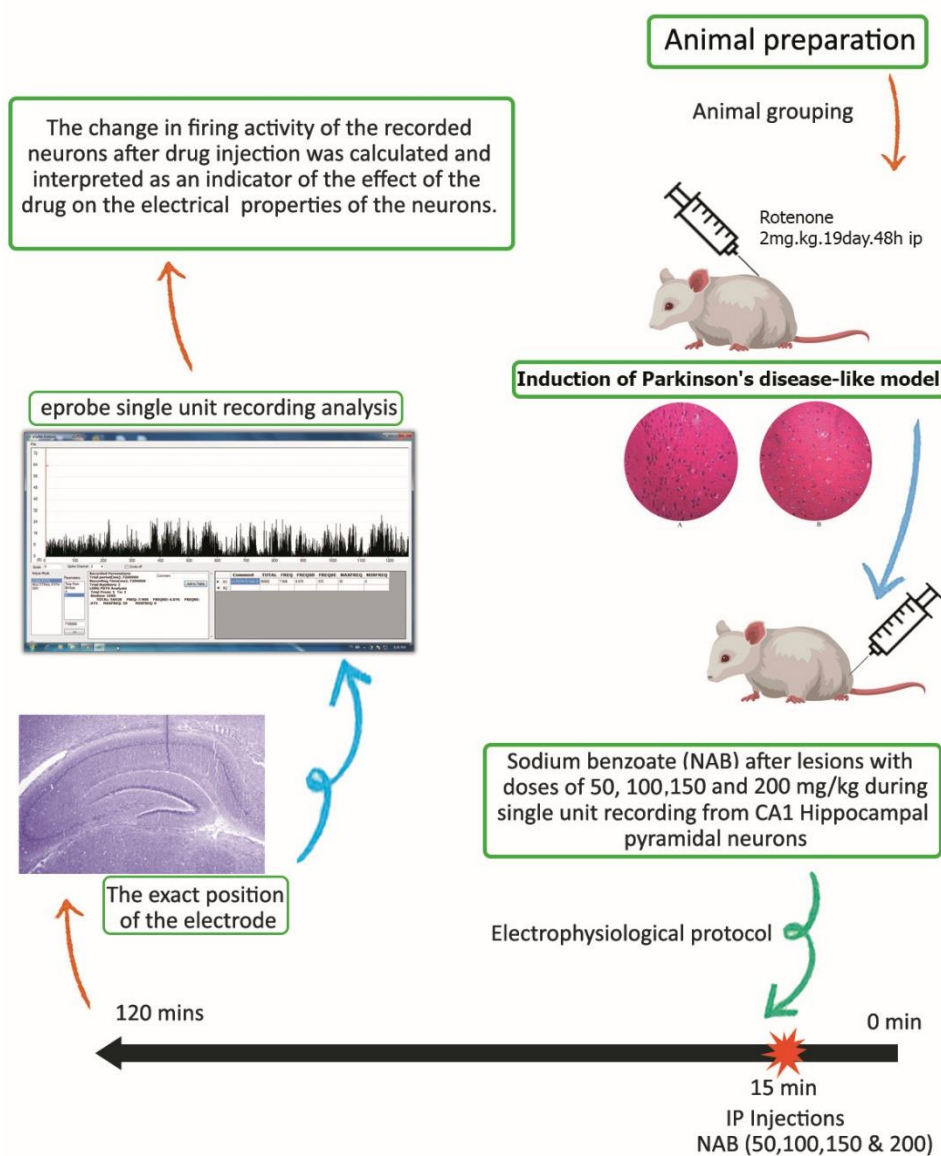 Animal preparation
Animal grouping
Rotenone
2mg.kg.19day.48h ip
Induction of Parkinson's disease-like model
A
B
Sodium benzoate (NAB) after lesions with
doses of 50, 100,150 and 200 mg/kg during
single unit recording from CA1 Hippocampal
pyramidal neurons
Electrophysiological protocol
0 min
120 mins
15 min
IP Injections
NAB (50,100,150 & 200)
The exact position
of the electrode
eprobe single unit recording analysis
The change in firing activity of the recorded
neurons after drug injection was calculated and
interpreted as an indicator of the effect of the
drug on the electrical properties of the neurons.